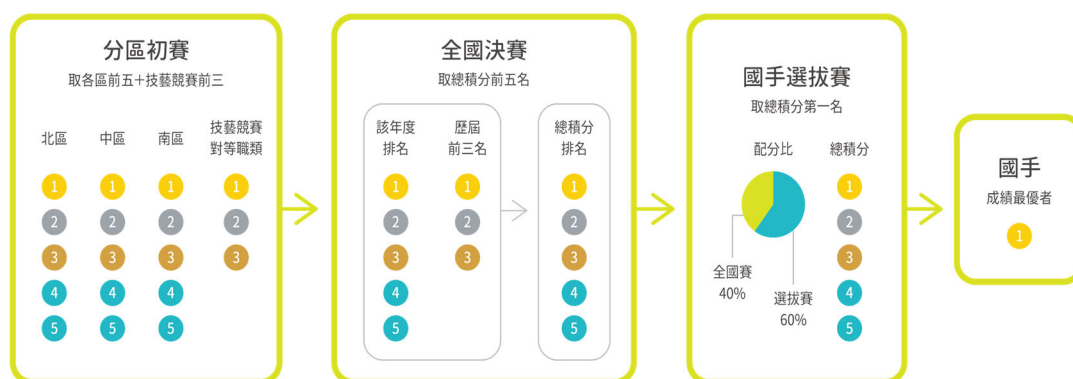 分區初賽
取各區前五+技藝競賽前三
北區 中區 南區 技藝競賽
對等職類
1 1 1 1
2 2 2 2
3 3 3 3
4 4 4
5 5 5
全國決賽
取總積分前五名
該年度
排名
歷屆
前三名
總積分
排名
1 1 1
2 2 2
3 3 3
4 4
5 5
國手選拔賽
取總積分第一名
配分比 總積分
全國賽
40%
選拔賽
60%
1
2
3
4
5
國手
成績最優者
1